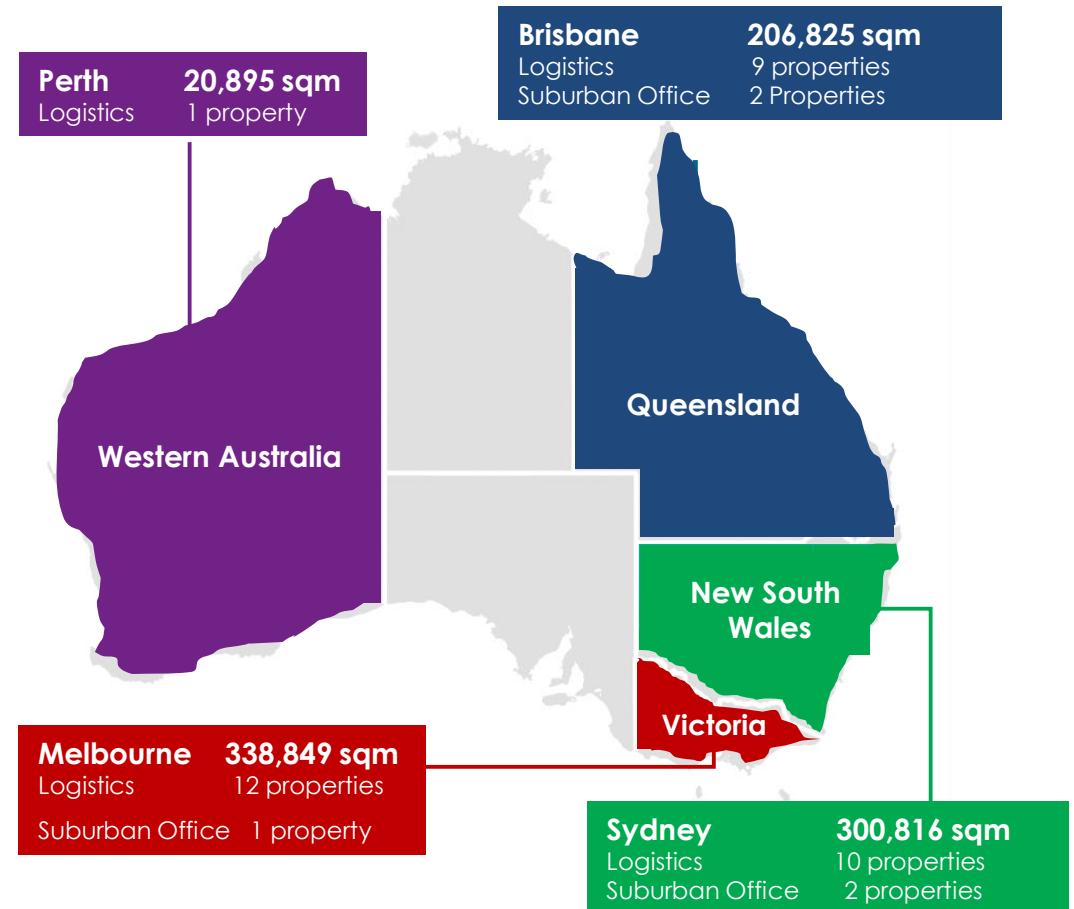 Brisbane 206,825 sqm
Logistics 9 properties
Suburban Office 2 Properties
Perth 20,895 sqm
Logistics 1 property
Queensland
Western Australia
New South
Wales
Victoria
Melbourne 338,849 sqm
Logistics 12 properties
Suburban Office 1 property
Sydney 300,816 sqm
Logistics 10 properties
Suburban Office 2 properties